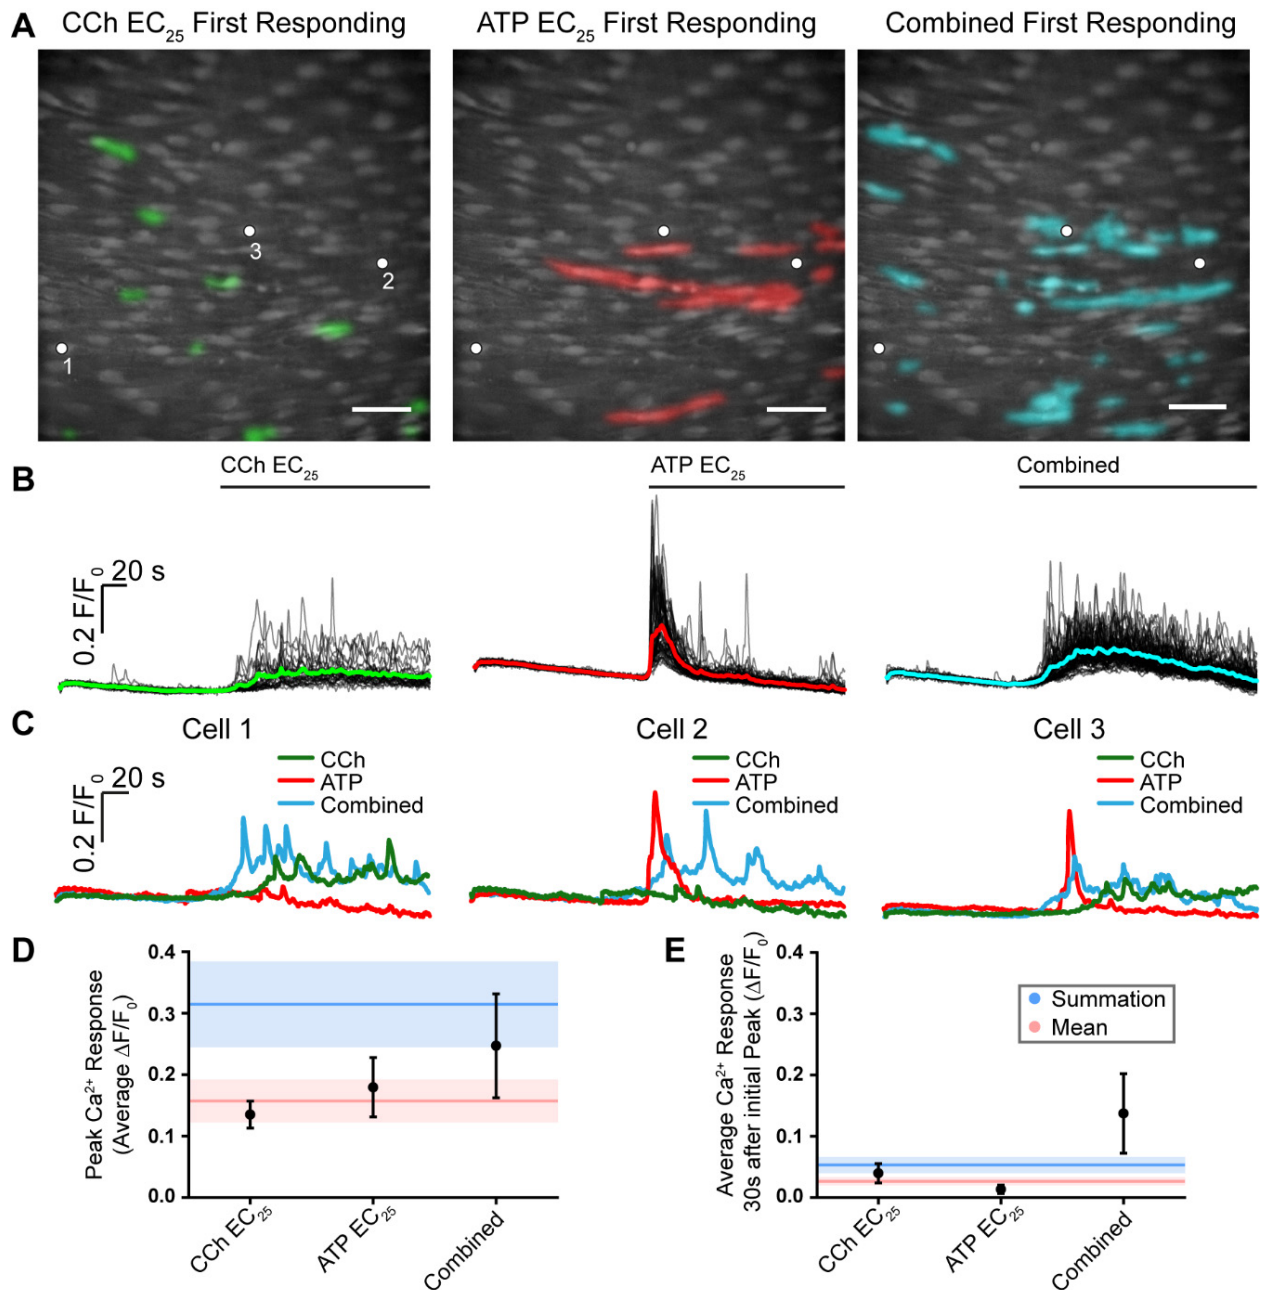 A
CCh EC25 First Responding
ATP EC25 First Responding
Combined First Responding
3
2
1
B
CCh EC25
ATP EC25
Combined
20 s
0.2 F/F0
C
Cell 1
Cell 2
Cell 3
CCh
ATP
Combined
CCh
ATP
Combined
CCh
ATP
Combined
20 s
0.2 F/F0
D
Peak Ca2+ Response
(Average ΔF/F0)
0.4
0.3
0.2
0.1
0.0
CCh EC25
ATP EC25
Combined
E
Average Ca2+ Response
30s after initial Peak (ΔF/F0)
0.4
0.3
0.2
0.1
0.0
Summation
Mean
CCh EC25
ATP EC25
Combined